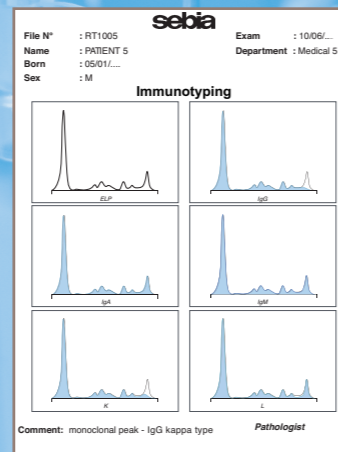 sebia
File N° : RT1005 Exam : 10/06/...
Name : PATIENT 5 Department : Medical 5
Born : 05/01/....
Sex : M
Immunotyping
ELP IgG
IgA IgM
K L
Comment: monoclonal peak - IgG kappa type Pathologist